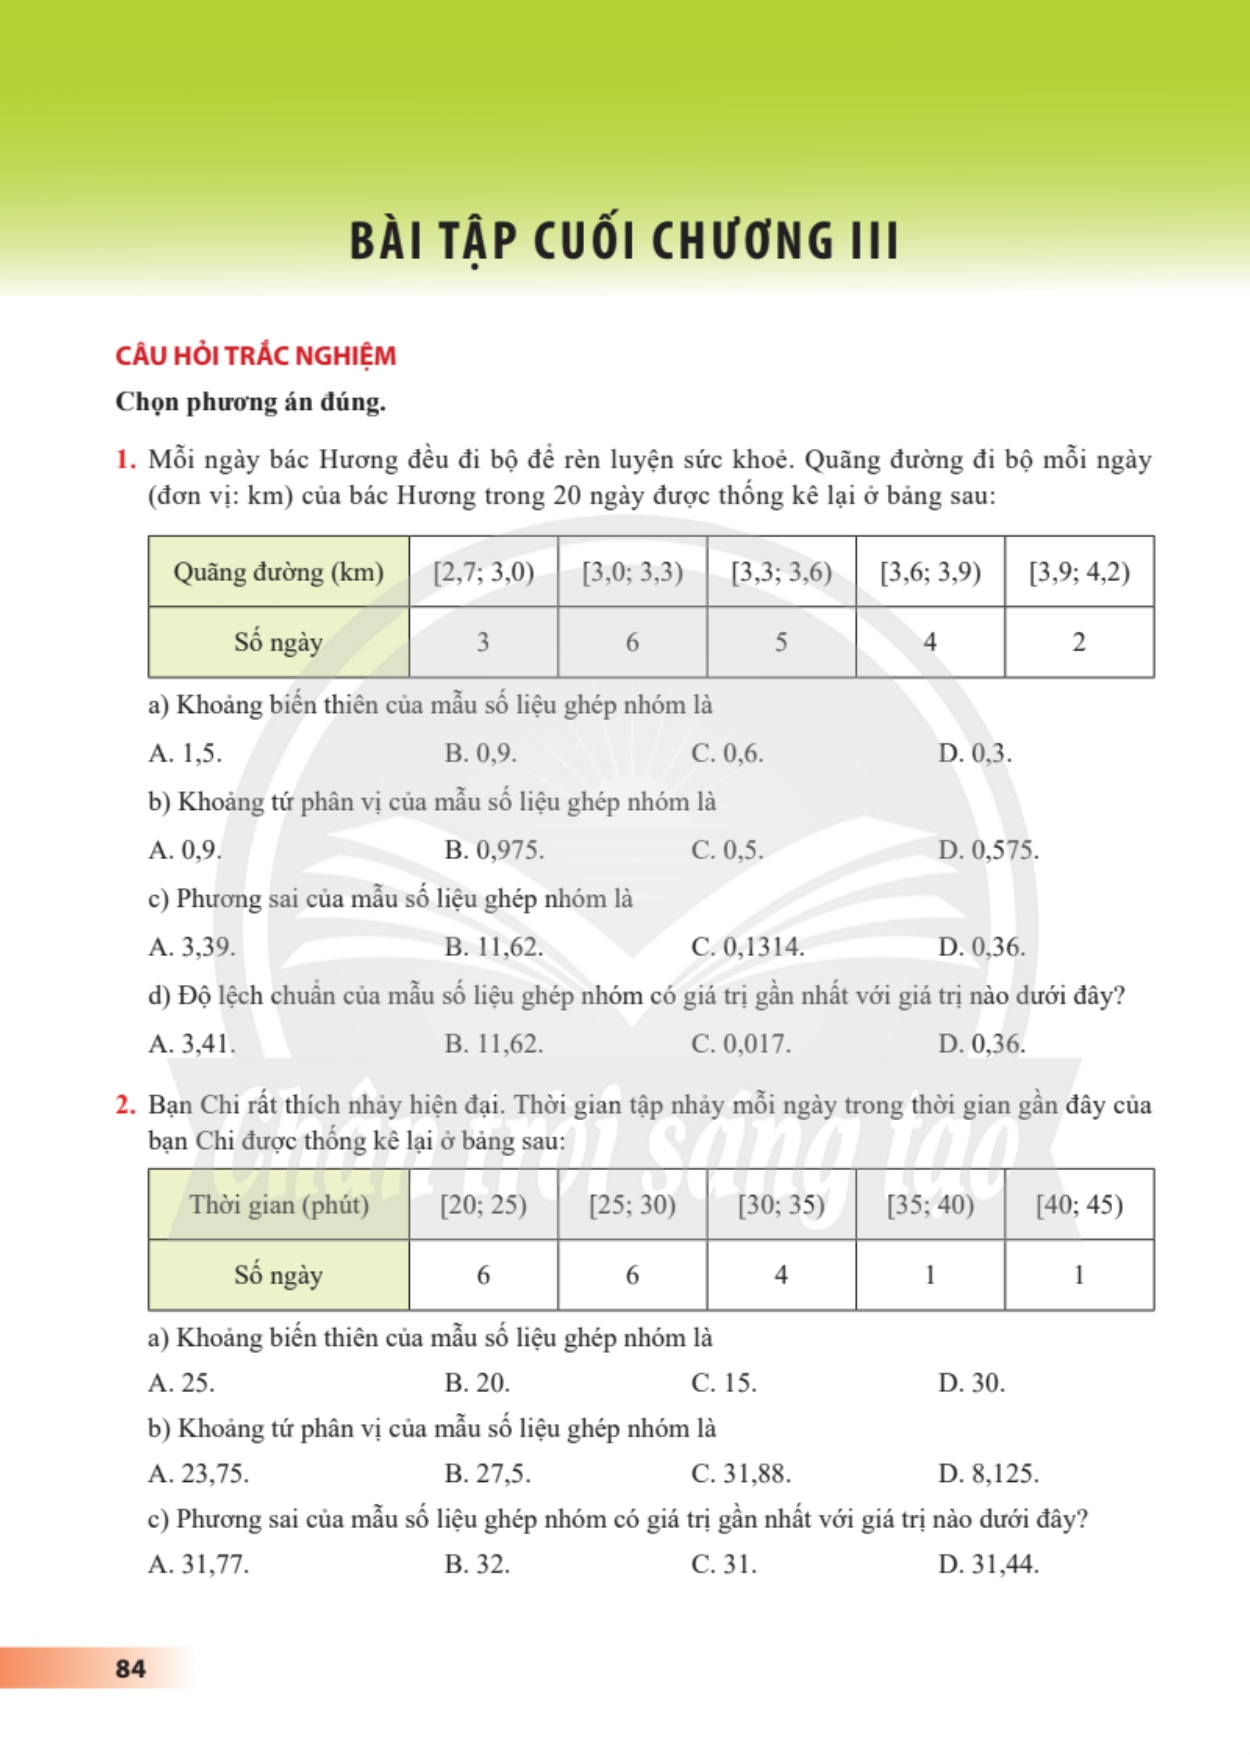 BÀI TẬP CUỐI CHƯƠNG III
CÂU HỎI TRẮC NGHIỆM
Chọn phương án đúng.
1. Mỗi ngày bác Hương đều đi bộ để rèn luyện sức khoẻ. Quãng đường đi bộ mỗi ngày
(đơn vị: km) của bác Hương trong 20 ngày được thống kê lại ở bảng sau:
Quãng đường (km) [2,7; 3,0) [3,0; 3,3) [3,3; 3,6) [3,6; 3,9) [3,9; 4,2)
Số ngày 3 6 5 4 2
a) Khoảng biến thiên của mẫu số liệu ghép nhóm là
A. 1,5. B. 0,9. C. 0,6. D. 0,3.
b) Khoảng tứ phân vị của mẫu số liệu ghép nhóm là
A. 0,9. B. 0,975. C. 0,5. D. 0,575.
c) Phương sai của mẫu số liệu ghép nhóm là
A. 3,39. B. 11,62. C. 0,1314. D. 0,36.
d) Độ lệch chuẩn của mẫu số liệu ghép nhóm có giá trị gần nhất với giá trị nào dưới đây?
A. 3,41. B. 11,62. C. 0,017. D. 0,36.
2. Bạn Chi rất thích nhảy hiện đại. Thời gian tập nhảy mỗi ngày trong thời gian gần đây của
bạn Chi được thống kê lại ở bảng sau:
Chân trời sáng tạo
Thời gian (phút) [20; 25) [25; 30) [30; 35) [35; 40) [40; 45)
Số ngày 6 6 4 1 1
a) Khoảng biến thiên của mẫu số liệu ghép nhóm là
A. 25. B. 20. C. 15. D. 30.
b) Khoảng tứ phân vị của mẫu số liệu ghép nhóm là
A. 23,75. B. 27,5. C. 31,88. D. 8,125.
c) Phương sai của mẫu số liệu ghép nhóm có giá trị gần nhất với giá trị nào dưới đây?
A. 31,77. B. 32. C. 31. D. 31,44.
84